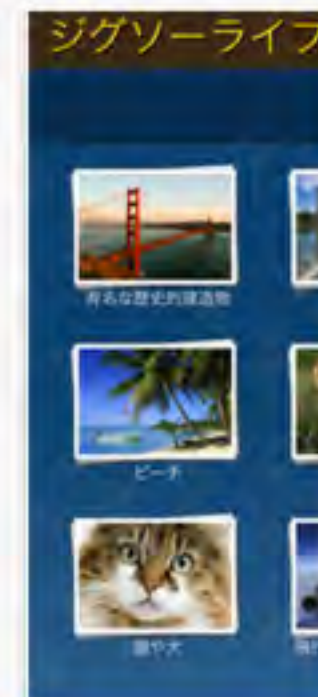 ジグソーライブ
有名な歴史的建造物
ビーチ
猫や犬